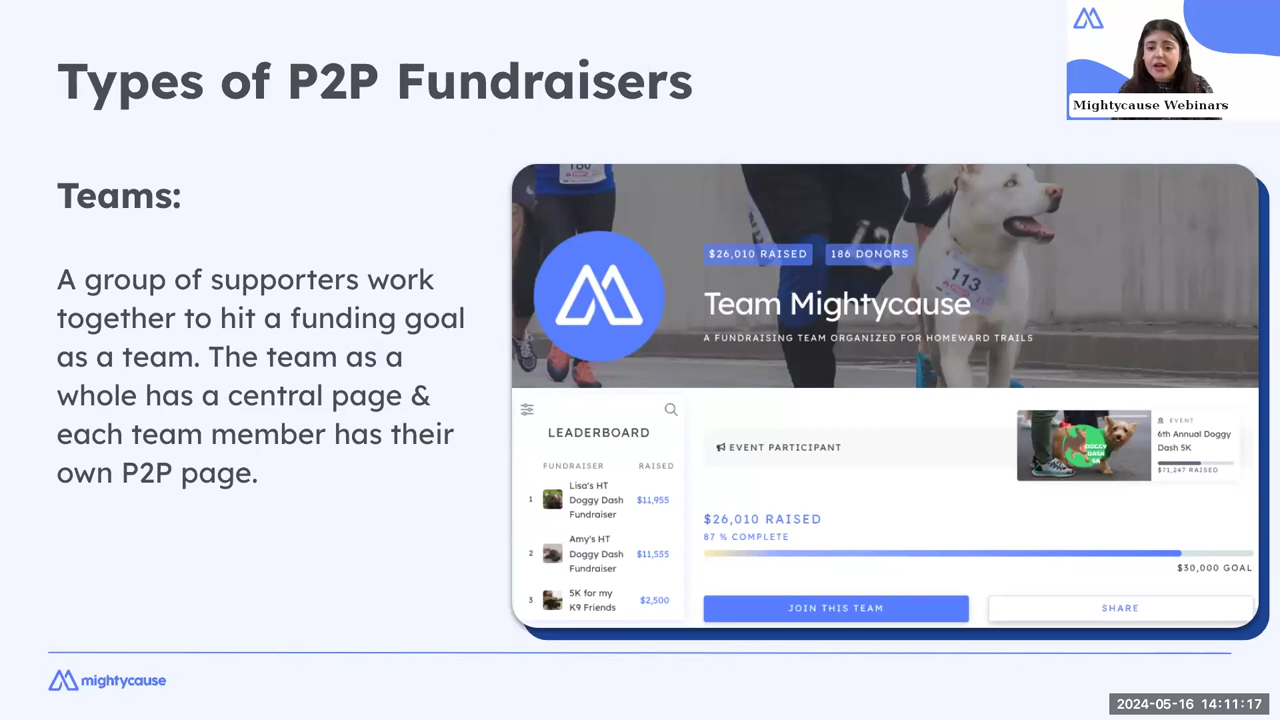 Types of P2P Fundraisers
Mightycause Webinars
Teams:
A group of supporters work
together to hit a funding goal
as a team. The team as a
whole has a central page &
each team member has their
own P2P page.
$26,010 RAISED
186 DONORS
113
Team Mightycause
A FUNDRAISING TEAM ORGANIZED FOR HOMEWARD TRAILS
LEADERBOARD
FUNDRAISER RAISED
1 Lisa's HT
Doggy Dash
Fundraiser
$11,955
2 Amy's HT
Doggy Dash
Fundraiser
$11,555
3 5K for my
K9 Friends
$2,500
EVENT PARTICIPANT
DOGGY
DASH
5K
EVENT
6th Annual Doggy
Dash 5K
$71,247 RAISED
$26,010 RAISED
87 % COMPLETE
$30,000 GOAL
JOIN THIS TEAM
SHARE
mightycause
2024-05-16 14:11:17